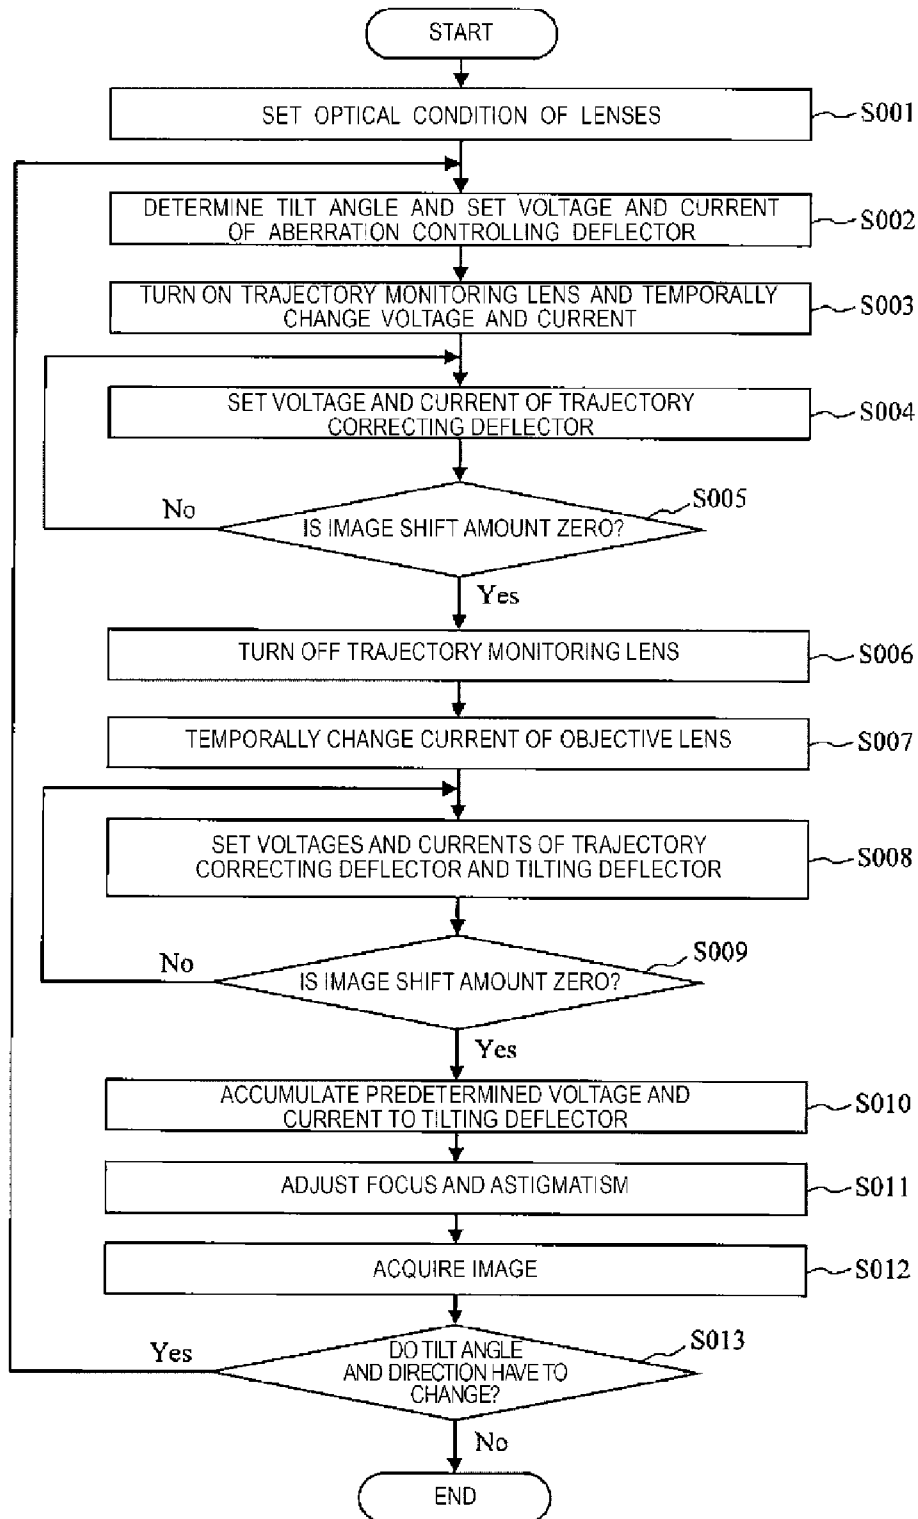 START
SET OPTICAL CONDITION OF LENSES
S001
DETERMINE TILT ANGLE AND SET VOLTAGE AND CURRENT
OF ABERRATION CONTROLLING DEFLECTOR
S002
TURN ON TRAJECTORY MONITORING LENS AND TEMPORALLY
CHANGE VOLTAGE AND CURRENT
S003
SET VOLTAGE AND CURRENT OF TRAJECTORY
CORRECTING DEFLECTOR
S004
No
IS IMAGE SHIFT AMOUNT ZERO?
S005
Yes
TURN OFF TRAJECTORY MONITORING LENS
S006
TEMPORALLY CHANGE CURRENT OF OBJECTIVE LENS
S007
SET VOLTAGES AND CURRENTS OF TRAJECTORY
CORRECTING DEFLECTOR AND TILTING DEFLECTOR
S008
No
IS IMAGE SHIFT AMOUNT ZERO?
S009
Yes
ACCUMULATE PREDETERMINED VOLTAGE AND
CURRENT TO TILTING DEFLECTOR
S010
ADJUST FOCUS AND ASTIGMATISM
S011
ACQUIRE IMAGE
S012
Yes
DO TILT ANGLE
AND DIRECTION HAVE TO
CHANGE?
S013
No
END